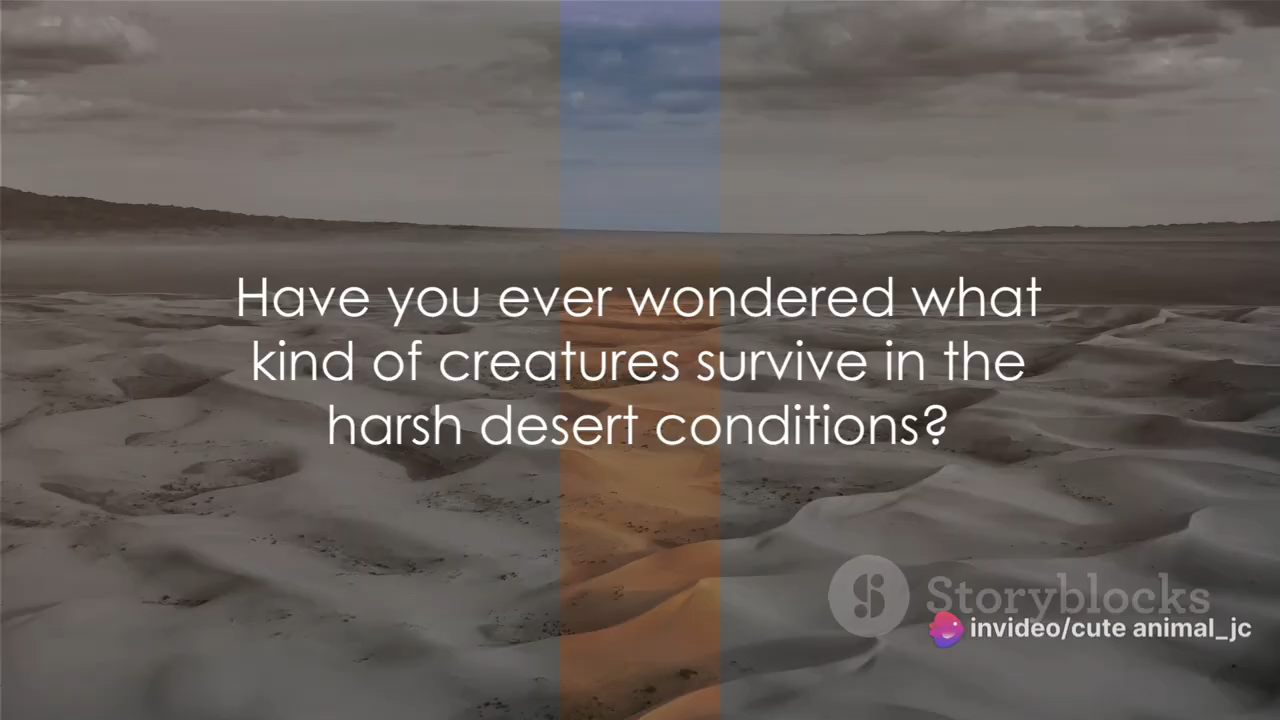 Have you ever wondered what
kind of creatures survive in the
harsh desert conditions?
Storyblocks
invideo/cute animal_jc